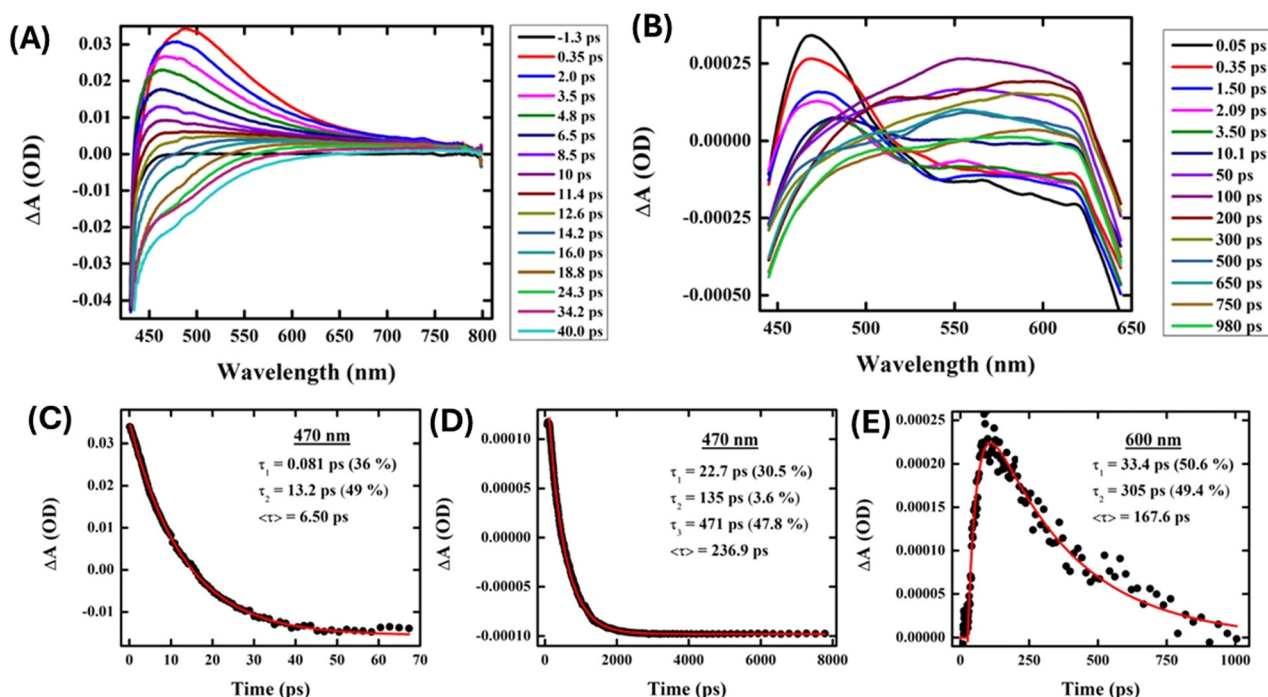 (A)
0.03
0.02
0.01
0.00
-0.01
-0.02
-0.03
-0.04
ΔA (OD)
450 500 550 600 650 700 750 800
Wavelength (nm)
-1.3 ps
0.35 ps
2.0 ps
3.5 ps
4.8 ps
6.5 ps
8.5 ps
10 ps
11.4 ps
12.6 ps
14.2 ps
16.0 ps
18.8 ps
24.3 ps
34.2 ps
40.0 ps
(B)
0.00025
0.00000
-0.00025
-0.00050
ΔA (OD)
450 500 550 600 650
Wavelength (nm)
0.05 ps
0.35 ps
1.50 ps
2.09 ps
3.50 ps
10.1 ps
50 ps
100 ps
200 ps
300 ps
500 ps
650 ps
750 ps
980 ps
(C)
0.03
0.02
0.01
0.00
-0.01
ΔA (OD)
0 10 20 30 40 50 60 70
Time (ps)
470 nm
τ1 = 0.081 ps (36 %)
τ2 = 13.2 ps (49 %)
<τ> = 6.50 ps
(D)
0.00010
0.00005
0.00000
-0.00005
-0.00010
ΔA (OD)
0 2000 4000 6000 8000
Time (ps)
470 nm
τ1 = 22.7 ps (30.5 %)
τ2 = 135 ps (3.6 %)
τ3 = 471 ps (47.8 %)
<τ> = 236.9 ps
(E)
0.00025
0.00020
0.00015
0.00010
0.00005
0.00000
ΔA (OD)
0 250 500 750 1000
Time (ps)
600 nm
τ1 = 33.4 ps (50.6 %)
τ2 = 305 ps (49.4 %)
<τ> = 167.6 ps